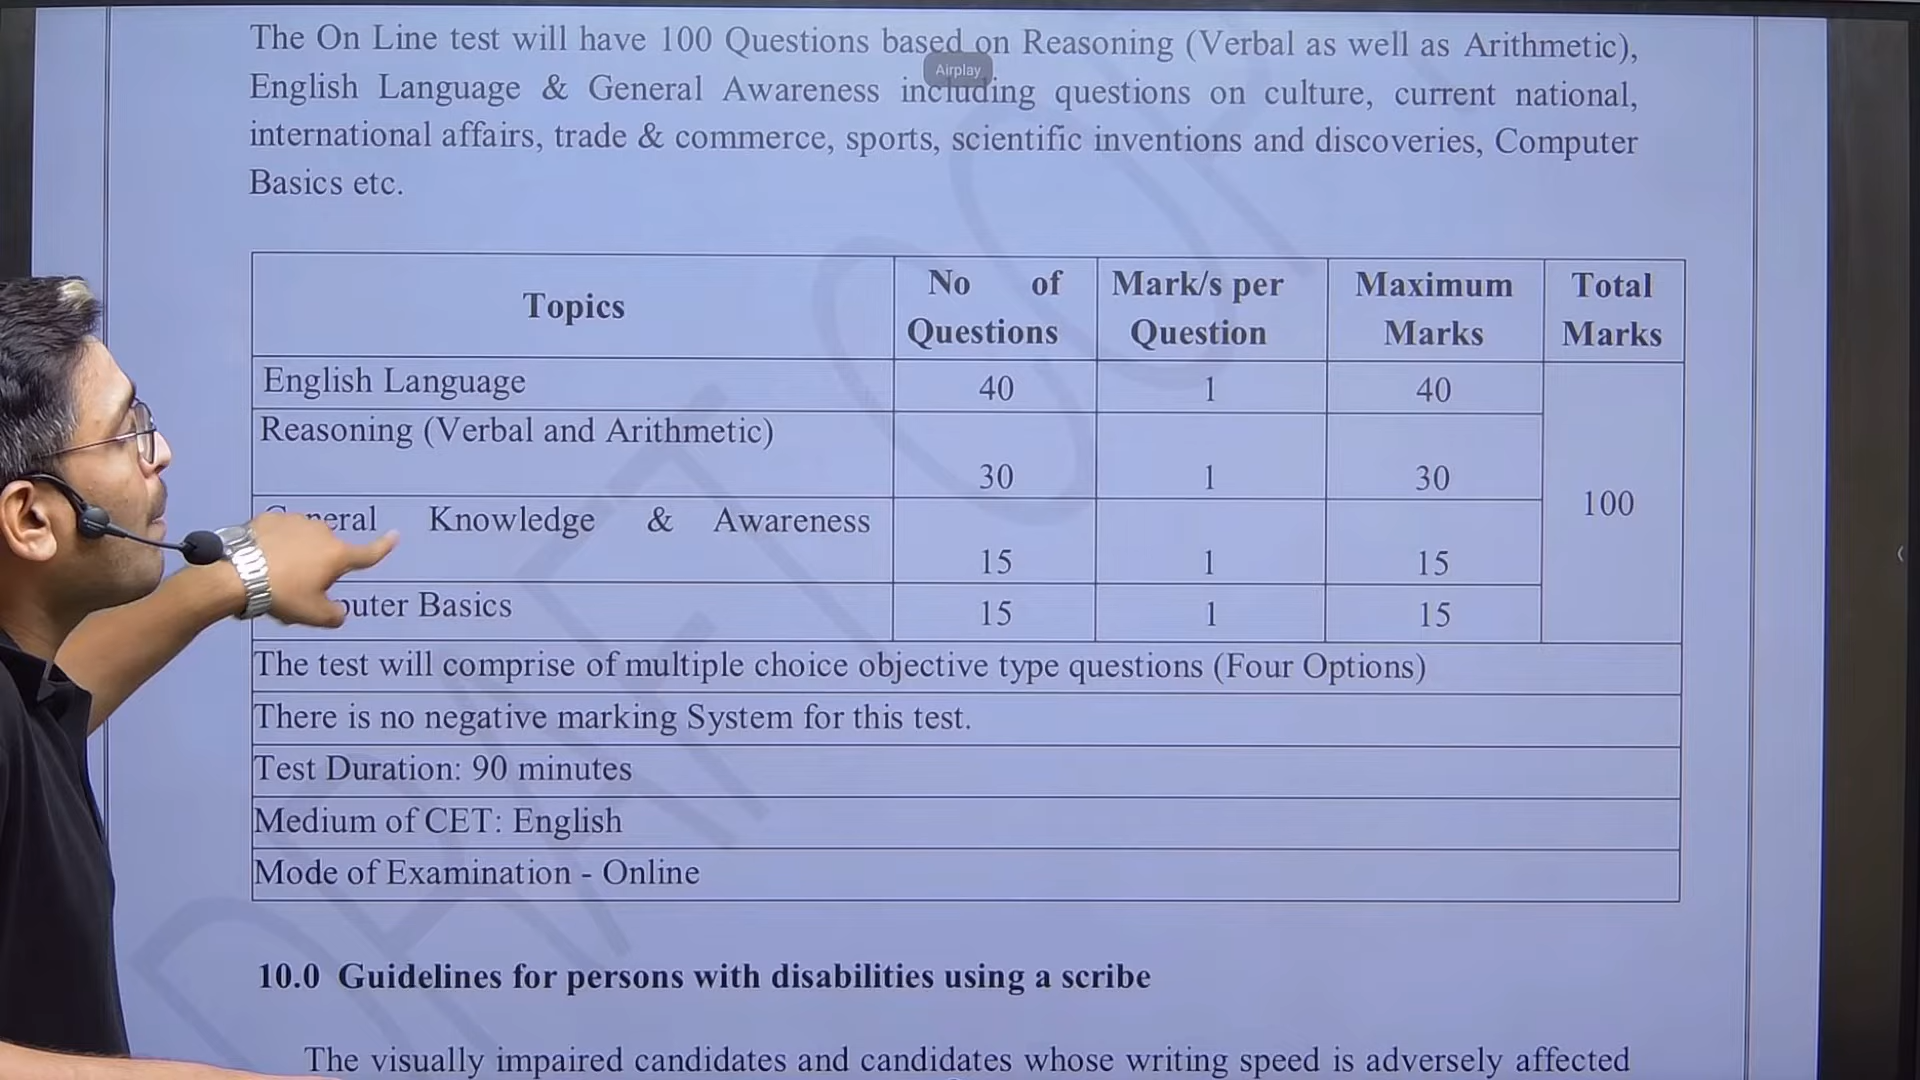 The On Line test will have 100 Questions based on Reasoning (Verbal as well as Arithmetic),
Airplay
English Language & General Awareness including questions on culture, current national,
international affairs, trade & commerce, sports, scientific inventions and discoveries, Computer
Basics etc.
Topics No of Questions Mark/s per Question Maximum Marks Total Marks
English Language 40 1 40
Reasoning (Verbal and Arithmetic) 30 1 30
100
Knowledge & Awareness 15 1 15
Basics 15 1 15
The test will comprise of multiple choice objective type questions (Four Options)
There is no negative marking System for this test.
Test Duration: 90 minutes
Medium of CET: English
Mode of Examination - Online
10.0 Guidelines for persons with disabilities using a scribe
The visually impaired candidates and candidates whose writing speed is adversely affected
DRAFT COPY